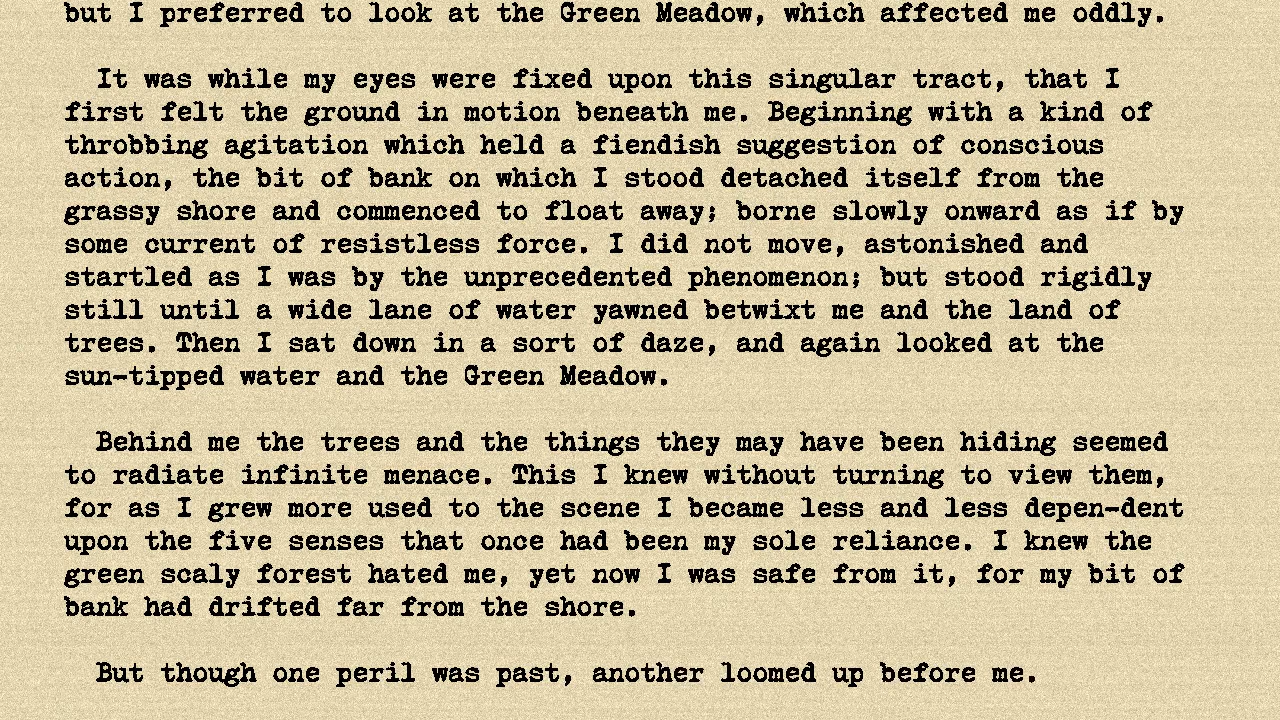 but I preferred to look at the Green Meadow, which affected me oddly.
It was while my eyes were fixed upon this singular tract, that I
first felt the ground in motion beneath me. Beginning with a kind of
throbbing agitation which held a fiendish suggestion of conscious
action, the bit of bank on which I stood detached itself from the
grassy shore and commenced to float away; borne slowly onward as if by
some current of resistless force. I did not move, astonished and
startled as I was by the unprecedented phenomenon; but stood rigidly
still until a wide lane of water yawned betwixt me and the land of
trees. Then I sat down in a sort of daze, and again looked at the
sun-tipped water and the Green Meadow.
Behind me the trees and the things they may have been hiding seemed
to radiate infinite menace. This I knew without turning to view them,
for as I grew more used to the scene I became less and less depen-dent
upon the five senses that once had been my sole reliance. I knew the
green scaly forest hated me, yet now I was safe from it, for my bit of
bank had drifted far from the shore.
But though one peril was past, another loomed up before me.